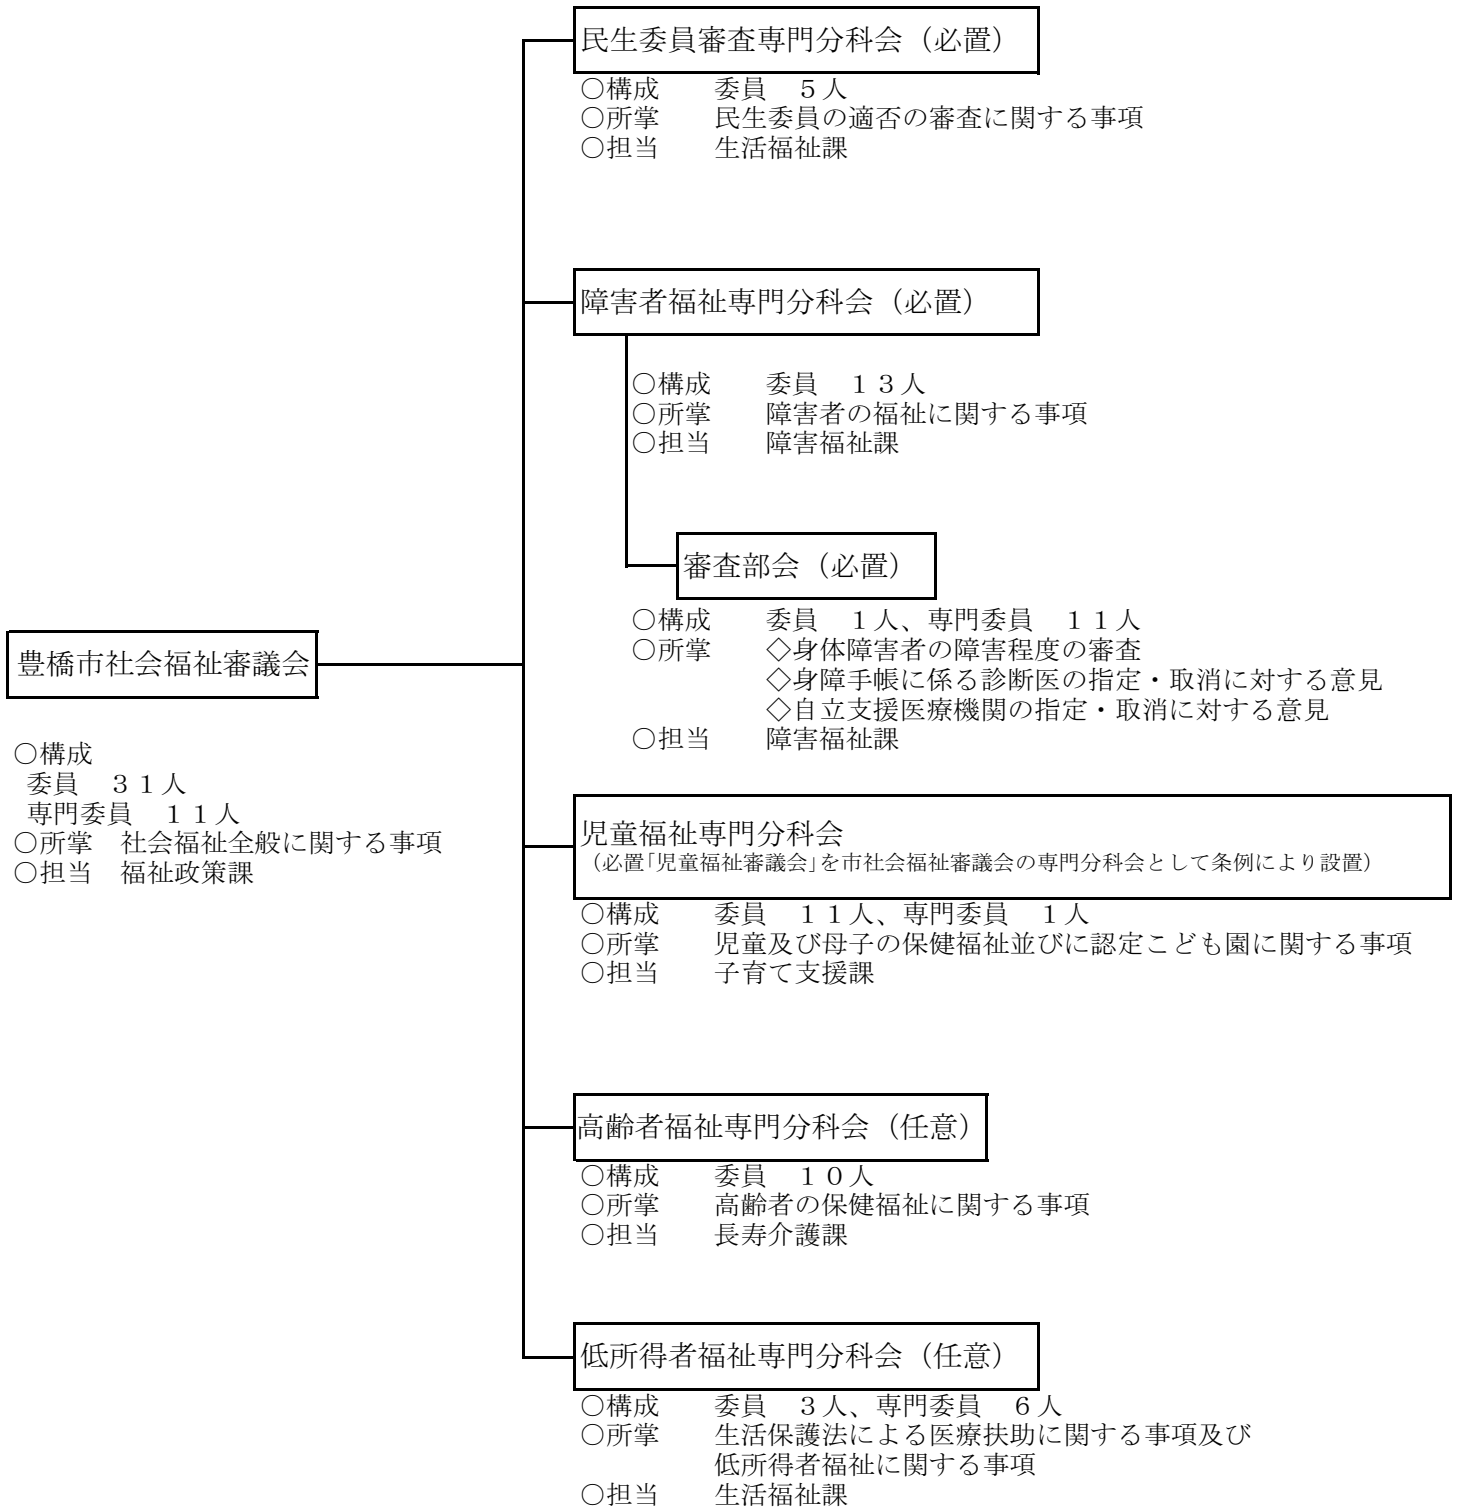 民生委員審査専門分科会（必置）
○構成　　委員　５人
○所掌　　民生委員の適否の審査に関する事項
○担当　　生活福祉課
障害者福祉専門分科会（必置）
○構成　　委員　１３人
○所掌　　障害者の福祉に関する事項
○担当　　障害福祉課
審査部会（必置）
○構成　　委員　１人、専門委員　１１人
○所掌　　◇身体障害者の障害程度の審査
◇身障手帳に係る診断医の指定・取消に対する意見
◇自立支援医療機関の指定・取消に対する意見
○担当　　障害福祉課
豊橋市社会福祉審議会
○構成
委員　３１人
専門委員　１１人
○所掌　社会福祉全般に関する事項
○担当　福祉政策課
児童福祉専門分科会
（必置「児童福祉審議会」を市社会福祉審議会の専門分科会として条例により設置）
○構成　　委員　１１人、専門委員　１人
○所掌　　児童及び母子の保健福祉並びに認定こども園に関する事項
○担当　　子育て支援課
高齢者福祉専門分科会（任意）
○構成　　委員　１０人
○所掌　　高齢者の保健福祉に関する事項
○担当　　長寿介護課
低所得者福祉専門分科会（任意）
○構成　　委員　３人、専門委員　６人
○所掌　　生活保護法による医療扶助に関する事項及び
低所得者福祉に関する事項
○担当　　生活福祉課